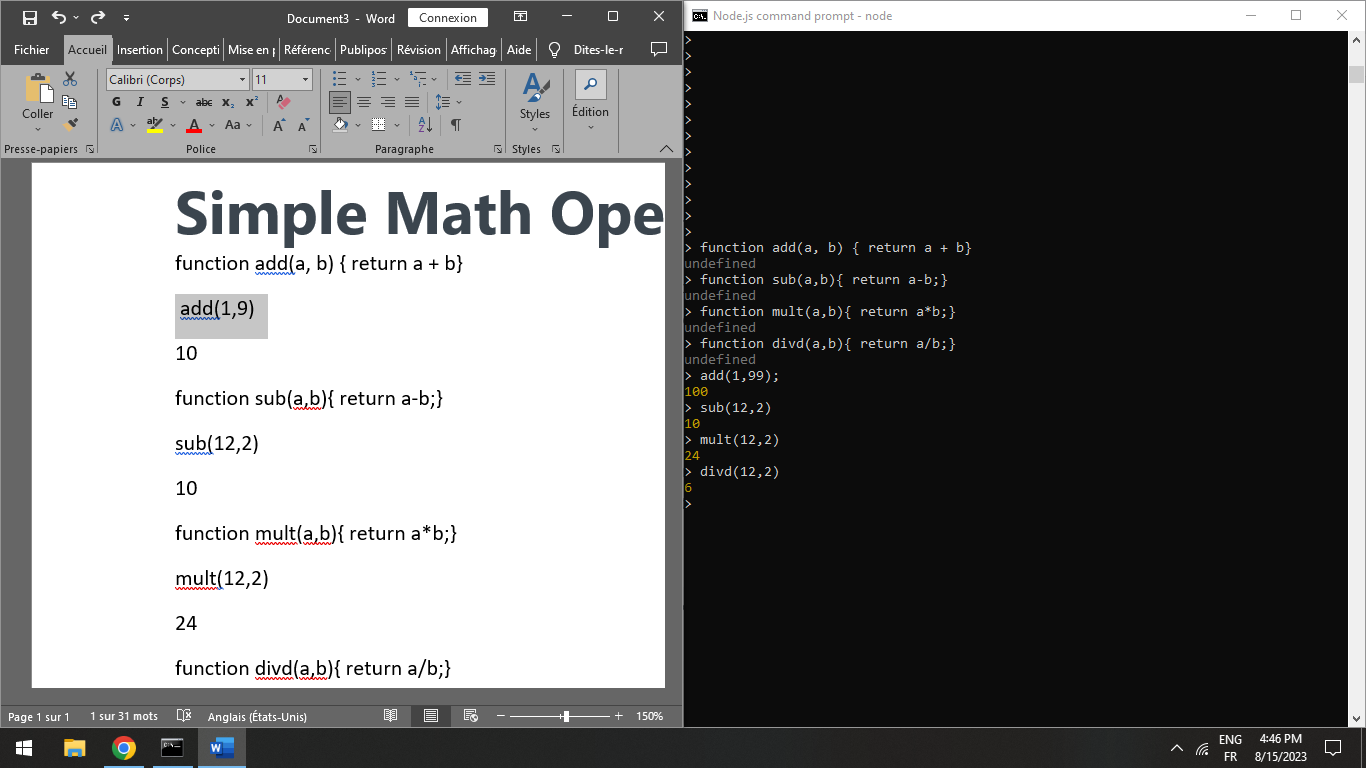 Document3 - Word
Connexion
Fichier Accueil Insertion Concepti Mise en p Référenc Publipos Révision Affichag Aide Dites-le-r
Coller
Calibri (Corps) 11
G I S abc x₂ x²
A ab A Aa A A
Styles
Édition
Presse-papiers Police Paragraphe Styles
Simple Math Ope
function add(a, b) { return a + b}
add(1,9)
10
function sub(a,b){ return a-b;}
sub(12,2)
10
function mult(a,b){ return a*b;}
mult(12,2)
24
function divd(a,b){ return a/b;}
Page 1 sur 1 1 sur 31 mots Anglais (États-Unis) 150%
Node.js command prompt - node
>
>
>
>
>
>
>
>
>
>
>
>
>
> function add(a, b) { return a + b}
undefined
> function sub(a,b){ return a-b;}
undefined
> function mult(a,b){ return a*b;}
undefined
> function divd(a,b){ return a/b;}
undefined
> add(1,99);
100
> sub(12,2)
10
> mult(12,2)
24
> divd(12,2)
6
>
ENG
FR
4:46 PM
8/15/2023